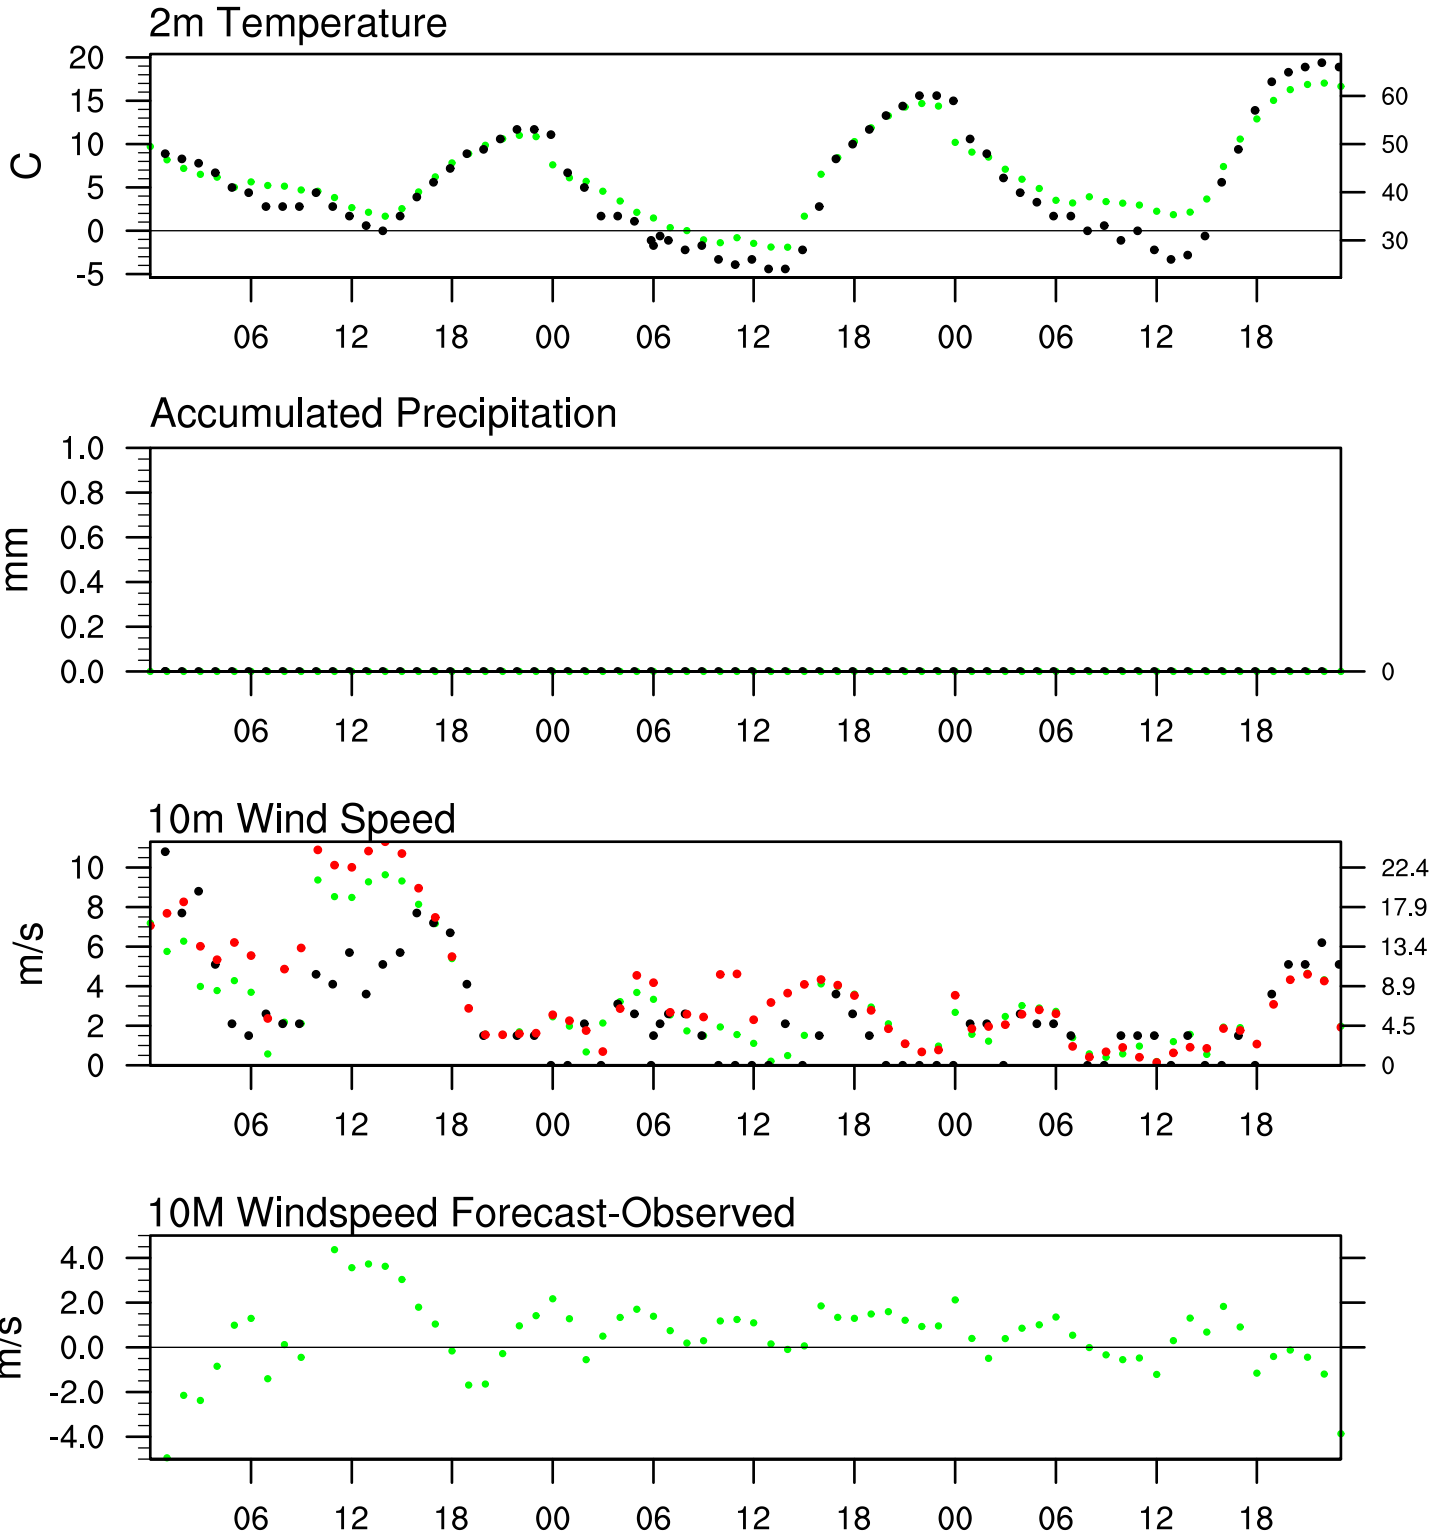 2m Temperature
20
15
10
5
0
-5
C
60
50
40
30
06 12 18 00 06 12 18 00 06 12 18
Accumulated Precipitation
1.0
0.8
0.6
0.4
0.2
0.0
mm
0
06 12 18 00 06 12 18 00 06 12 18
10m Wind Speed
10
8
6
4
2
0
m/s
22.4
17.9
13.4
8.9
4.5
0
06 12 18 00 06 12 18 00 06 12 18
10M Windspeed Forecast-Observed
4.0
2.0
0.0
-2.0
-4.0
m/s
06 12 18 00 06 12 18 00 06 12 18